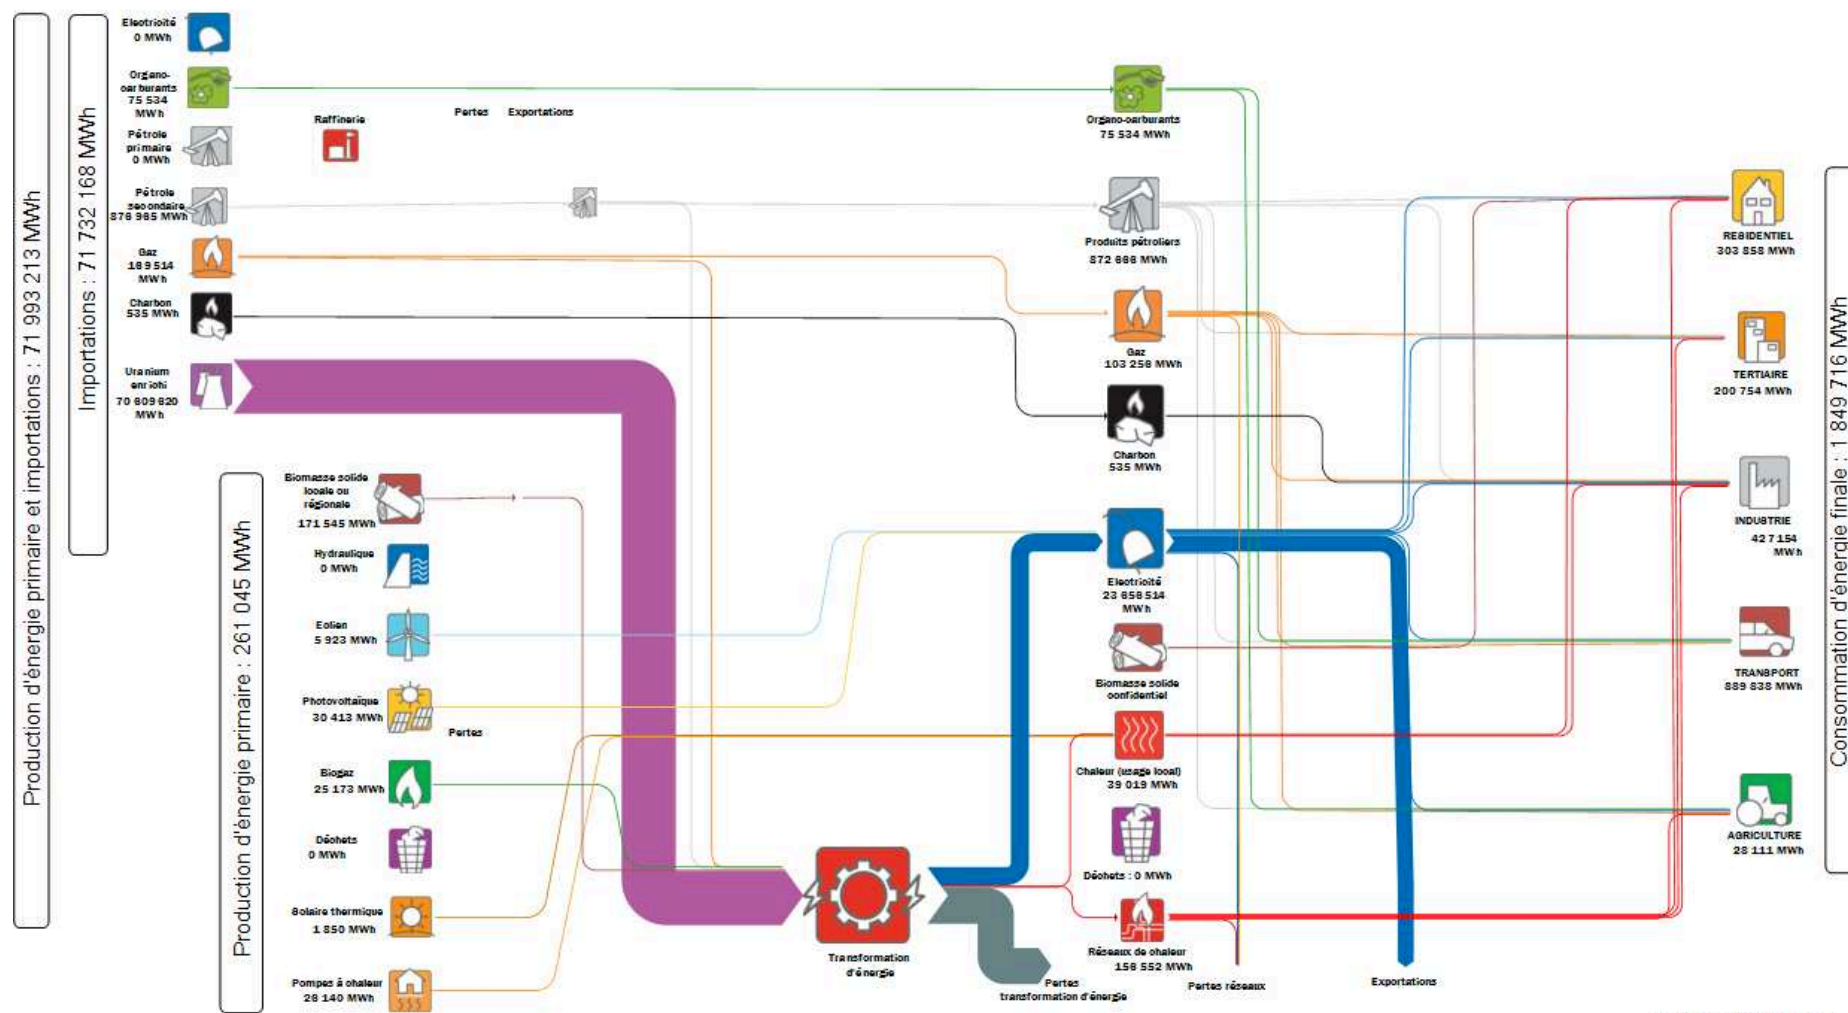 Production d'énergie primaire et importations : 71 993 213 MWh
Importations : 71 732 168 MWh
Electricité
0 MWh
Organo-
carburants
75 534
MWh
Pétrole
primaire
0 MWh
Pétrole
secondaire
876 965 MWh
Gaz
169 514
MWh
Charbon
535 MWh
Uranium
enrichi
70 609 620
MWh
Raffinerie
Pertes
Exportations
Production d'énergie primaire : 261 045 MWh
Biomasse solide
locale ou
régionale
171 545 MWh
Hydraulique
0 MWh
Eolien
5 923 MWh
Photovoltaïque
30 413 MWh
Pertes
Biogaz
25 173 MWh
Déchets
0 MWh
Solaire thermique
1 850 MWh
Pompes à chaleur
26 140 MWh
Transformation
d'énergie
Pertes
transformation d'énergie
Organo-carburants
75 534 MWh
Produits pétroliers
872 666 MWh
Gaz
103 256 MWh
Charbon
535 MWh
Electricité
23 656 514
MWh
Biomasse solide
confidentiel
Chaleur (usage local)
39 019 MWh
Déchets : 0 MWh
Réseaux de chaleur
156 552 MWh
Pertes réseaux
Exportations
RESIDENTIEL
303 858 MWh
TERTIAIRE
200 754 MWh
INDUSTRIE
427 154
MWh
TRANSPORT
889 838 MWh
AGRICULTURE
28 111 MWh
Consommation d'énergie finale : 1 849 716 MWh